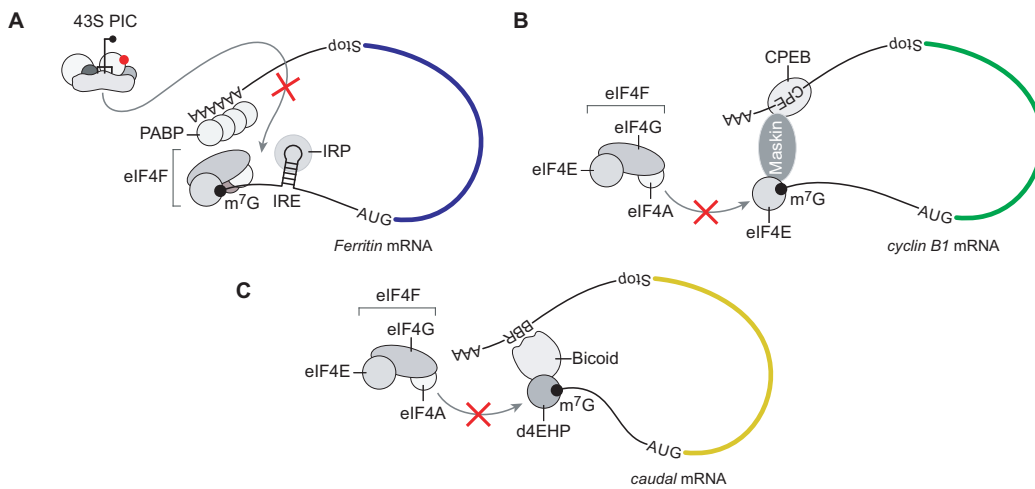 A
43S PIC
Stop
AAAAA
PABP
eIF4F
IRP
m7G
IRE
AUG
Ferritin mRNA
B
CPEB
Stop
eIF4F
CPE
AAA
eIF4G
eIF4E
Maskin
eIF4A
m7G
AUG
eIF4E
cyclin B1 mRNA
C
eIF4F
Stop
BBR
eIF4G
AAA
Bicoid
eIF4E
eIF4A
m7G
d4EHP
AUG
caudal mRNA